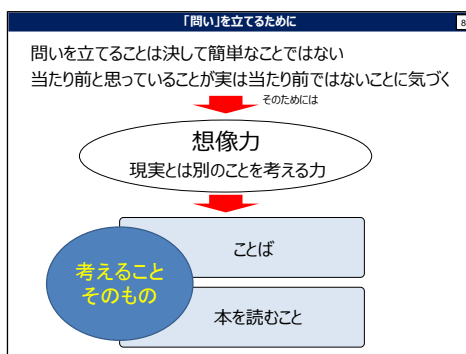 「問い」を立てるために
8
問いを立てることは決して簡単なことではない
当たり前と思っていることが実は当たり前ではないことに気づく
そのためには
想像力
現実とは別のことを考える力
ことば
考えること
そのもの
本を読むこと